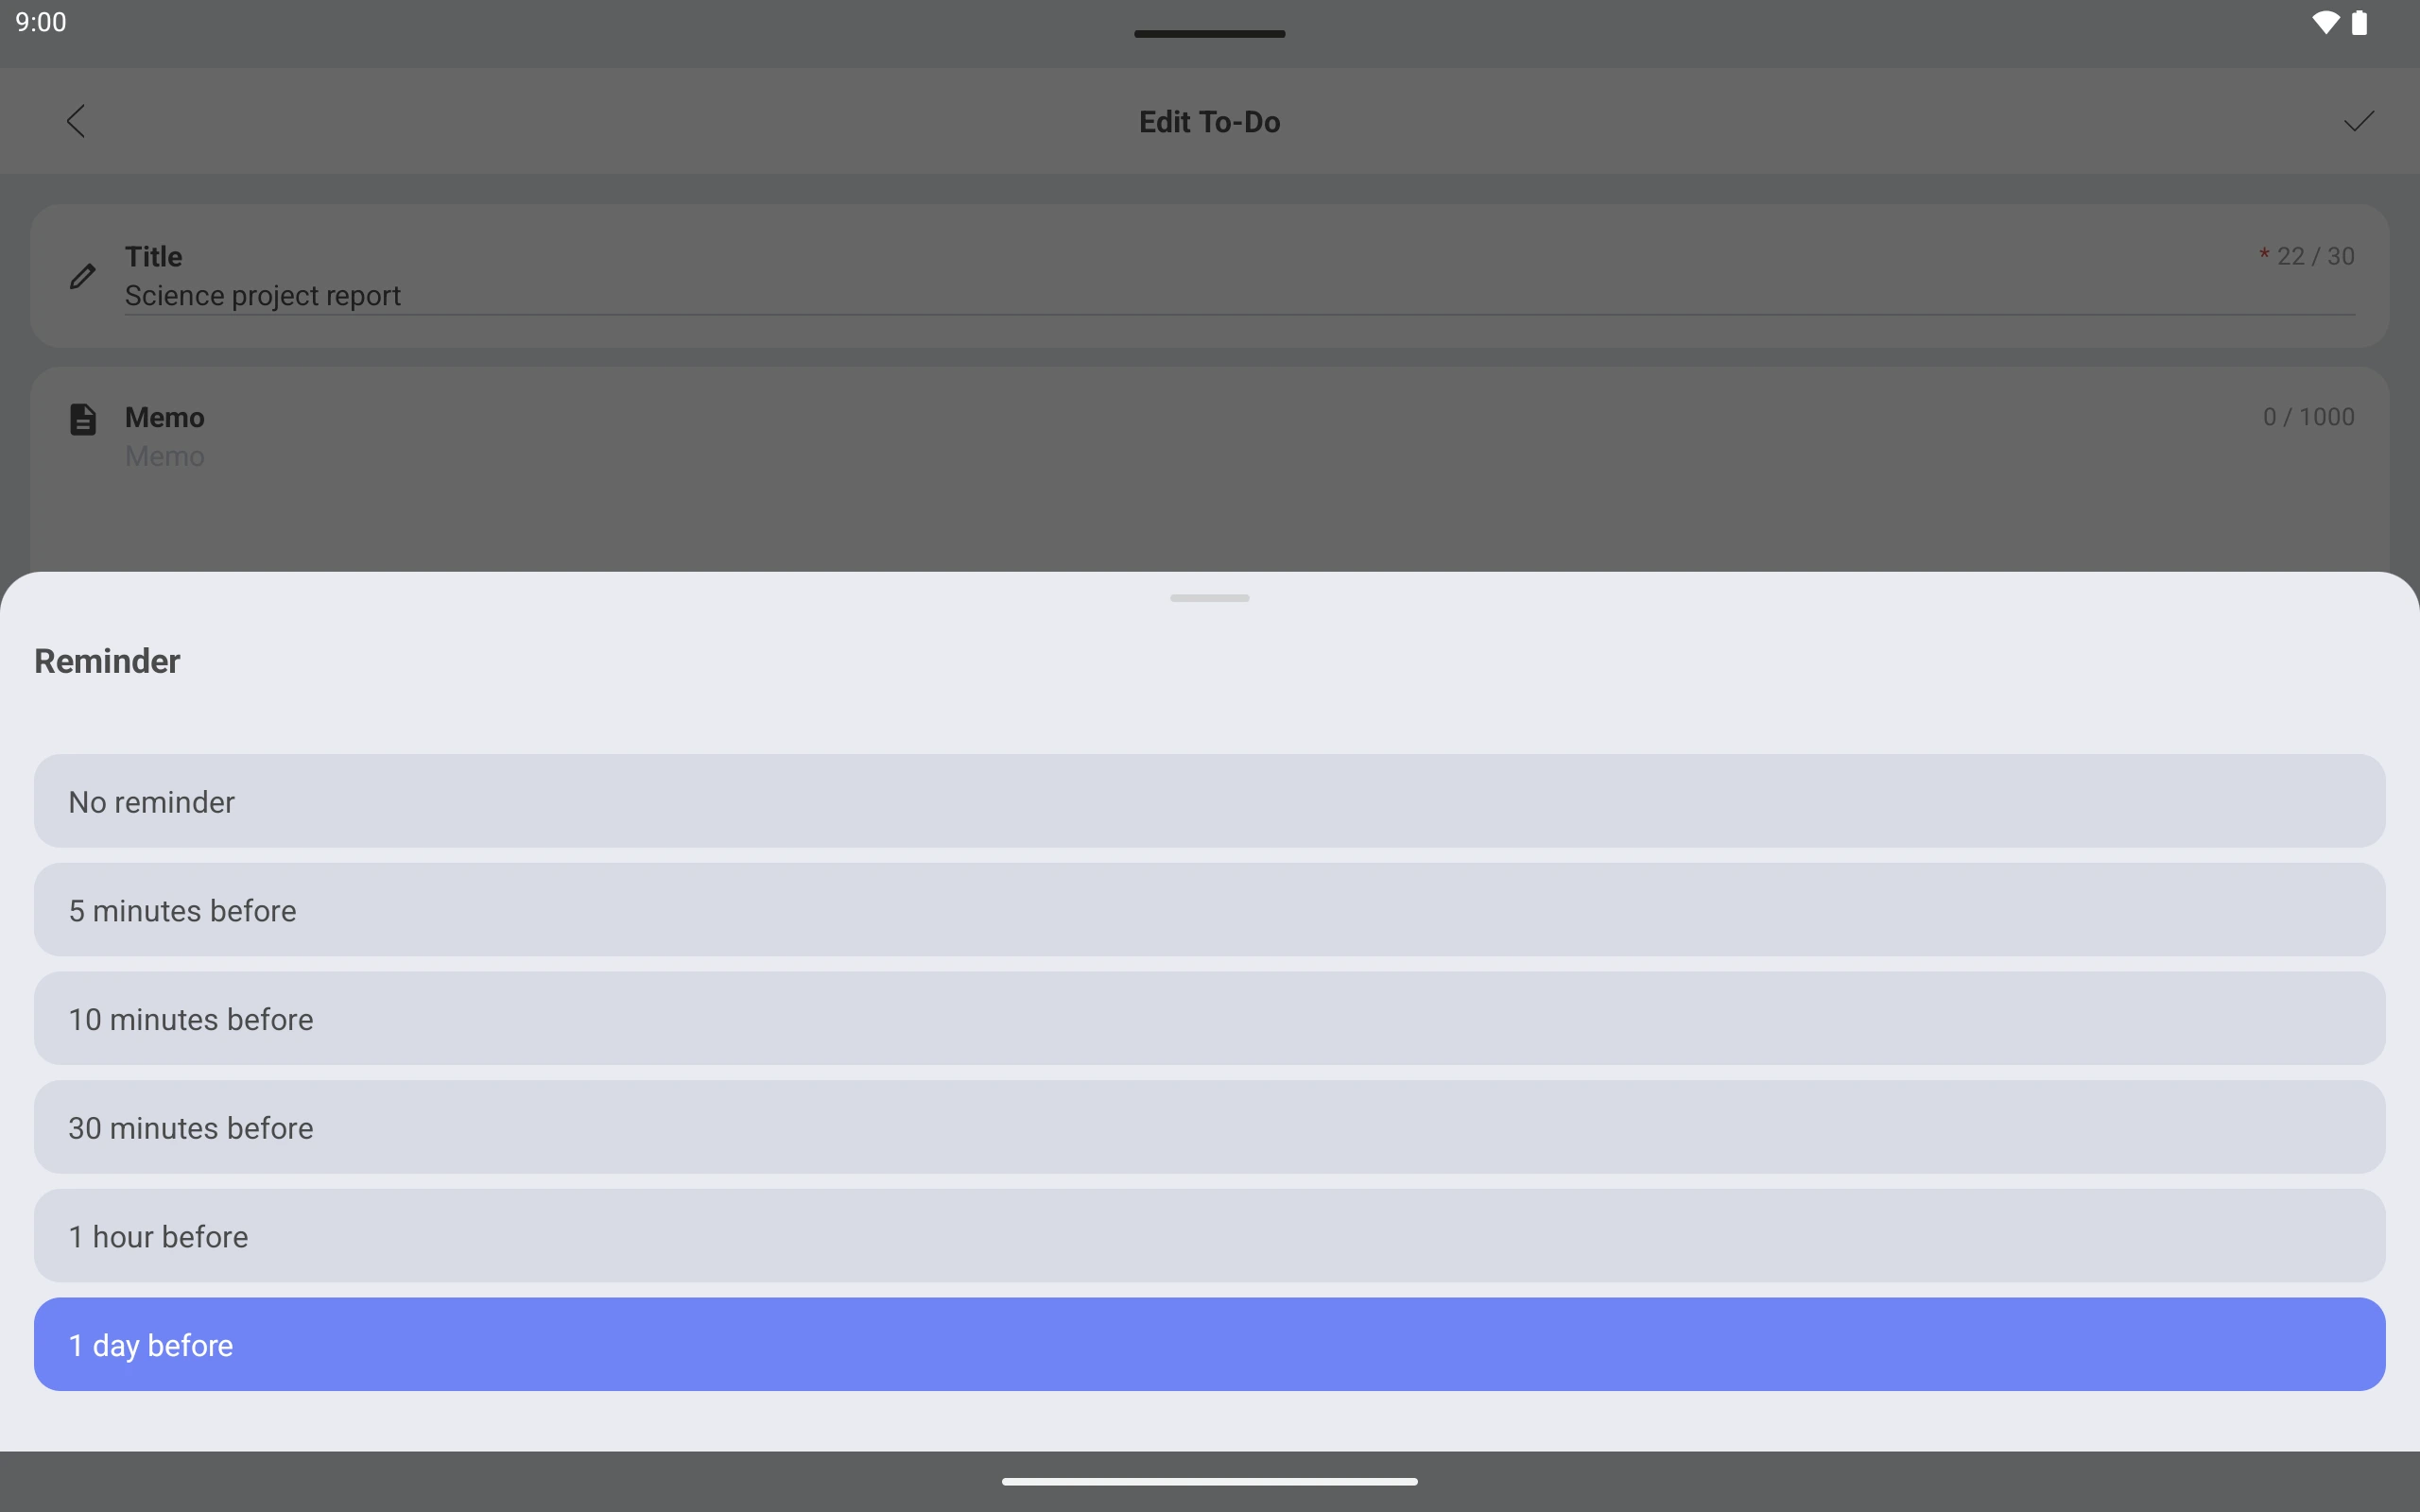 9:00
Edit To-Do
Title
* 22 / 30
Science project report
Memo
0 / 1000
Memo
Reminder
No reminder
5 minutes before
10 minutes before
30 minutes before
1 hour before
1 day before